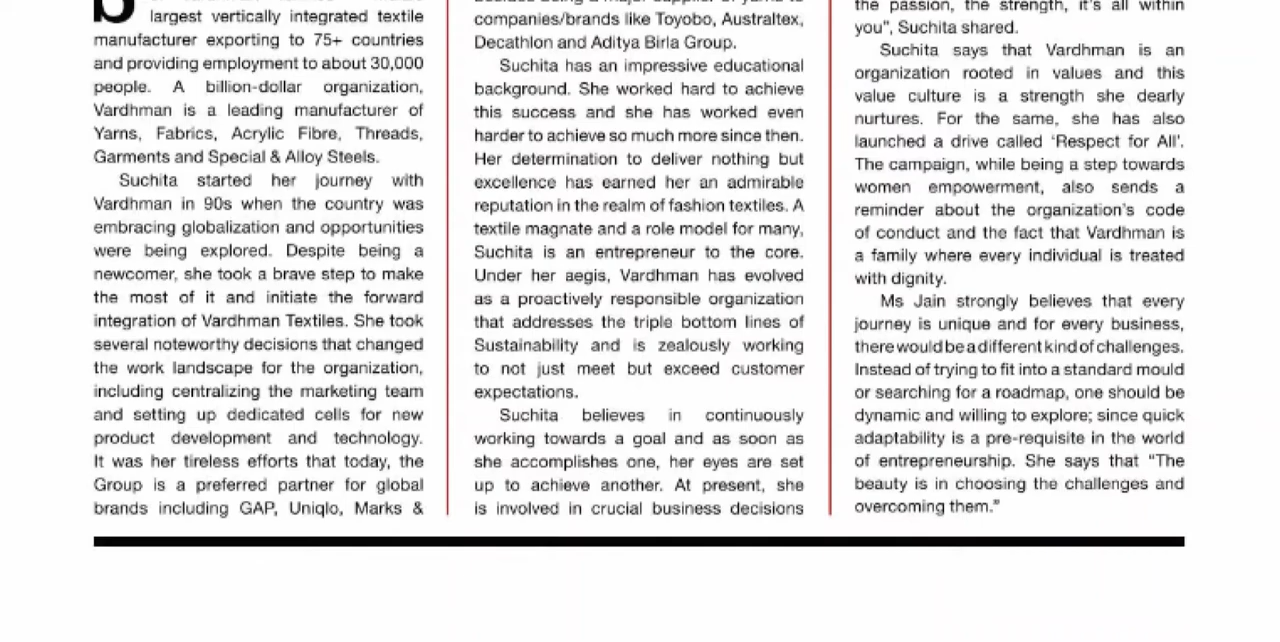 largest vertically integrated textile
manufacturer exporting to 75+ countries
and providing employment to about 30,000
people. A billion-dollar organization,
Vardhman is a leading manufacturer of
Yarns, Fabrics, Acrylic Fibre, Threads,
Garments and Special & Alloy Steels.
Suchita started her journey with
Vardhman in 90s when the country was
embracing globalization and opportunities
were being explored. Despite being a
newcomer, she took a brave step to make
the most of it and initiate the forward
integration of Vardhman Textiles. She took
several noteworthy decisions that changed
the work landscape for the organization,
including centralizing the marketing team
and setting up dedicated cells for new
product development and technology.
It was her tireless efforts that today, the
Group is a preferred partner for global
brands including GAP, Uniqlo, Marks &
companies/brands like Toyobo, Australtex,
Decathlon and Aditya Birla Group.
Suchita has an impressive educational
background. She worked hard to achieve
this success and she has worked even
harder to achieve so much more since then.
Her determination to deliver nothing but
excellence has earned her an admirable
reputation in the realm of fashion textiles. A
textile magnate and a role model for many,
Suchita is an entrepreneur to the core.
Under her aegis, Vardhman has evolved
as a proactively responsible organization
that addresses the triple bottom lines of
Sustainability and is zealously working
to not just meet but exceed customer
expectations.
Suchita believes in continuously
working towards a goal and as soon as
she accomplishes one, her eyes are set
up to achieve another. At present, she
is involved in crucial business decisions
the passion, the strength, it's all within
you", Suchita shared.
Suchita says that Vardhman is an
organization rooted in values and this
value culture is a strength she dearly
nurtures. For the same, she has also
launched a drive called 'Respect for All'.
The campaign, while being a step towards
women empowerment, also sends a
reminder about the organization's code
of conduct and the fact that Vardhman is
a family where every individual is treated
with dignity.
Ms Jain strongly believes that every
journey is unique and for every business,
there would be a different kind of challenges.
Instead of trying to fit into a standard mould
or searching for a roadmap, one should be
dynamic and willing to explore; since quick
adaptability is a pre-requisite in the world
of entrepreneurship. She says that "The
beauty is in choosing the challenges and
overcoming them."